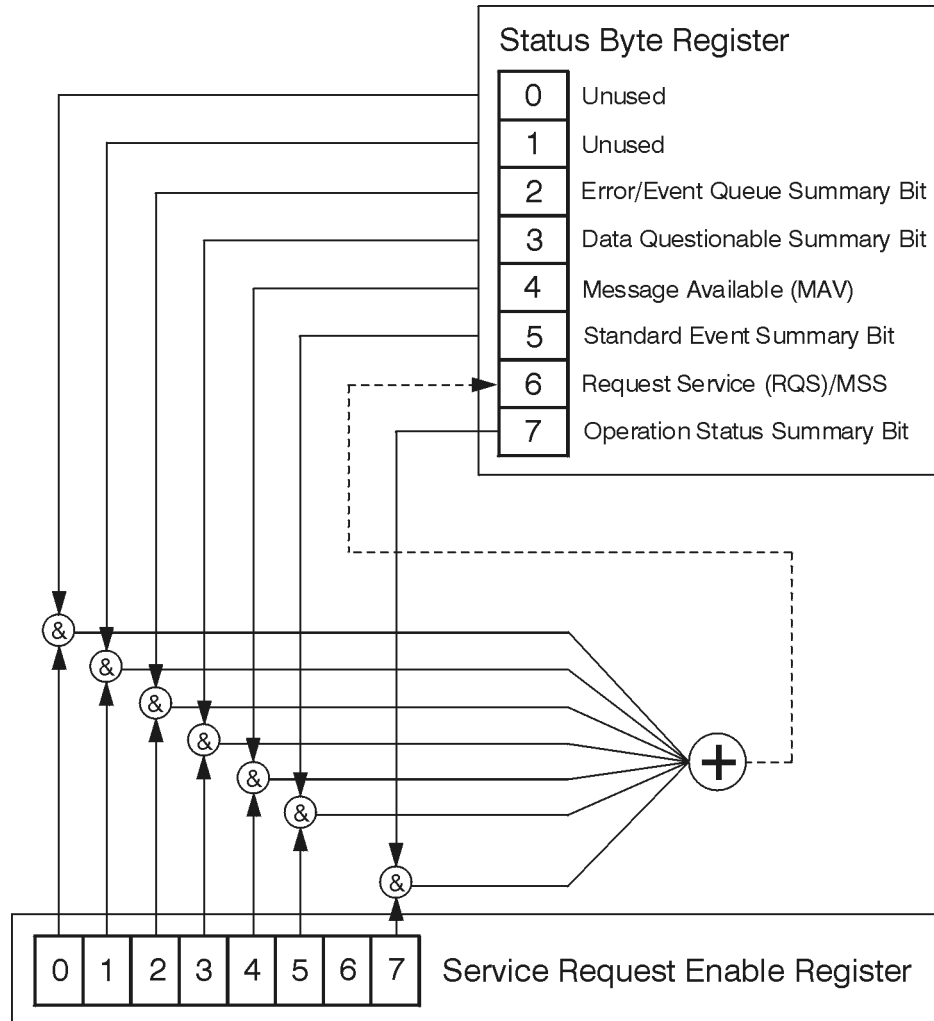 Status Byte Register
0 Unused
1 Unused
2 Error/Event Queue Summary Bit
3 Data Questionable Summary Bit
4 Message Available (MAV)
5 Standard Event Summary Bit
6 Request Service (RQS)/MSS
7 Operation Status Summary Bit
&
&
&
&
&
&
&
+
0 1 2 3 4 5 6 7 Service Request Enable Register